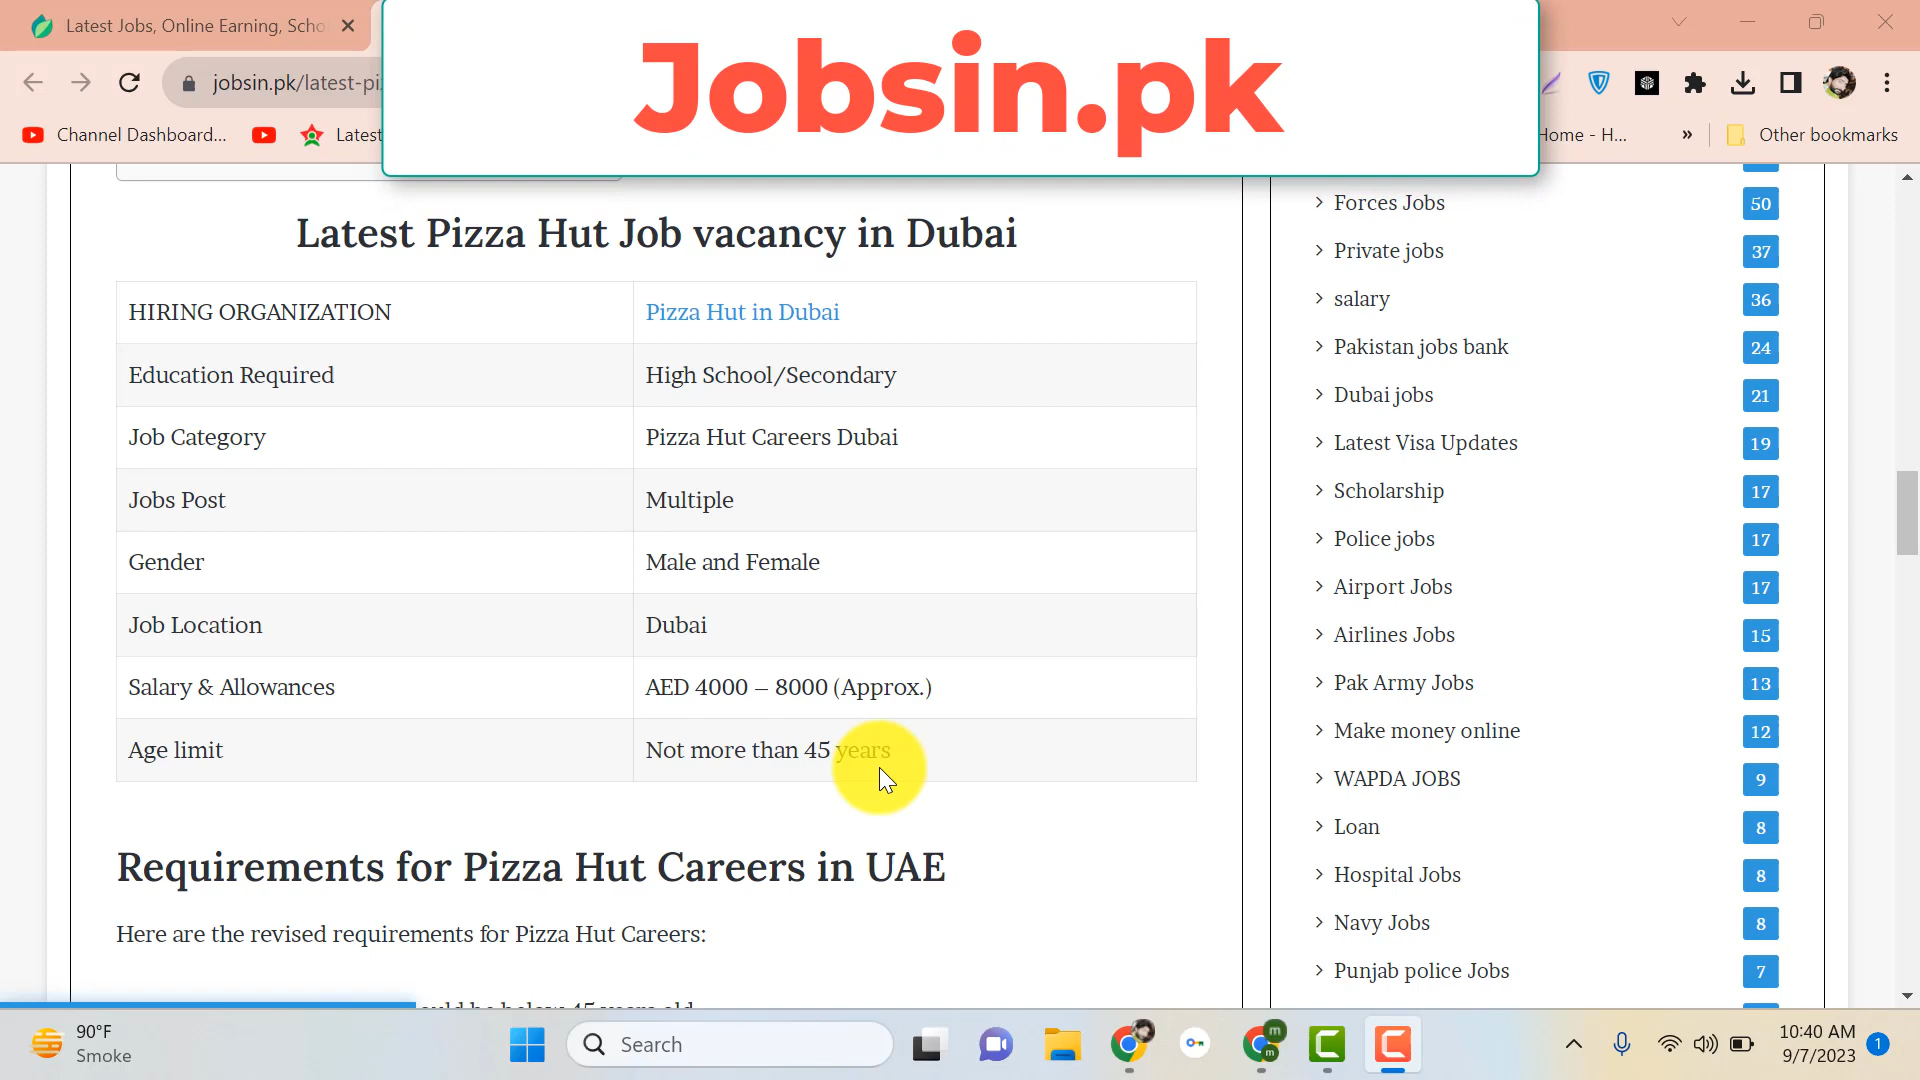 Latest Jobs, Online Earning, Scho
Jobsin.pk
jobsin.pk/latest-pi
Channel Dashboard...
Latest
Home - H...
»
Other bookmarks
Latest Pizza Hut Job vacancy in Dubai
HIRING ORGANIZATION Pizza Hut in Dubai
Education Required High School/Secondary
Job Category Pizza Hut Careers Dubai
Jobs Post Multiple
Gender Male and Female
Job Location Dubai
Salary & Allowances AED 4000 – 8000 (Approx.)
Age limit Not more than 45 years
Requirements for Pizza Hut Careers in UAE
Here are the revised requirements for Pizza Hut Careers:
Forces Jobs 50
Private jobs 37
salary 36
Pakistan jobs bank 24
Dubai jobs 21
Latest Visa Updates 19
Scholarship 17
Police jobs 17
Airport Jobs 17
Airlines Jobs 15
Pak Army Jobs 13
Make money online 12
WAPDA JOBS 9
Loan 8
Hospital Jobs 8
Navy Jobs 8
Punjab police Jobs 7
90°F
Smoke
Search
m
m
10:40 AM
9/7/2023
1